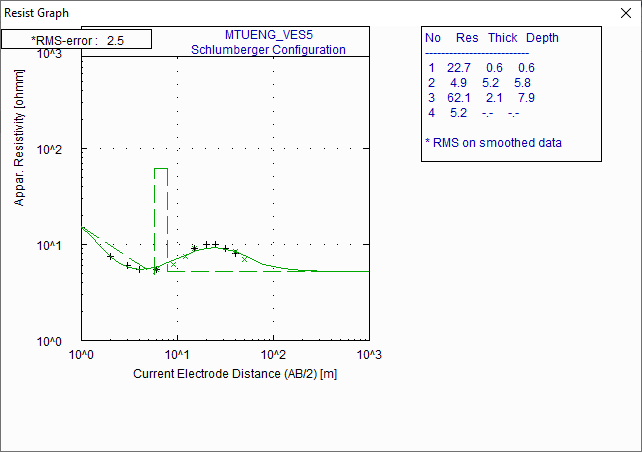 Resist Graph
*RMS-error : 2.5
MTUENG_VES5
Schlumberger Configuration
10^3
10^2
10^1
10^0
Appar. Resistivity [ohmm]
10^0 10^1 10^2 10^3
Current Electrode Distance (AB/2) [m]
No Res Thick Depth
--------------------------
1 22.7 0.6 0.6
2 4.9 5.2 5.8
3 62.1 2.1 7.9
4 5.2 -.- -.-
* RMS on smoothed data